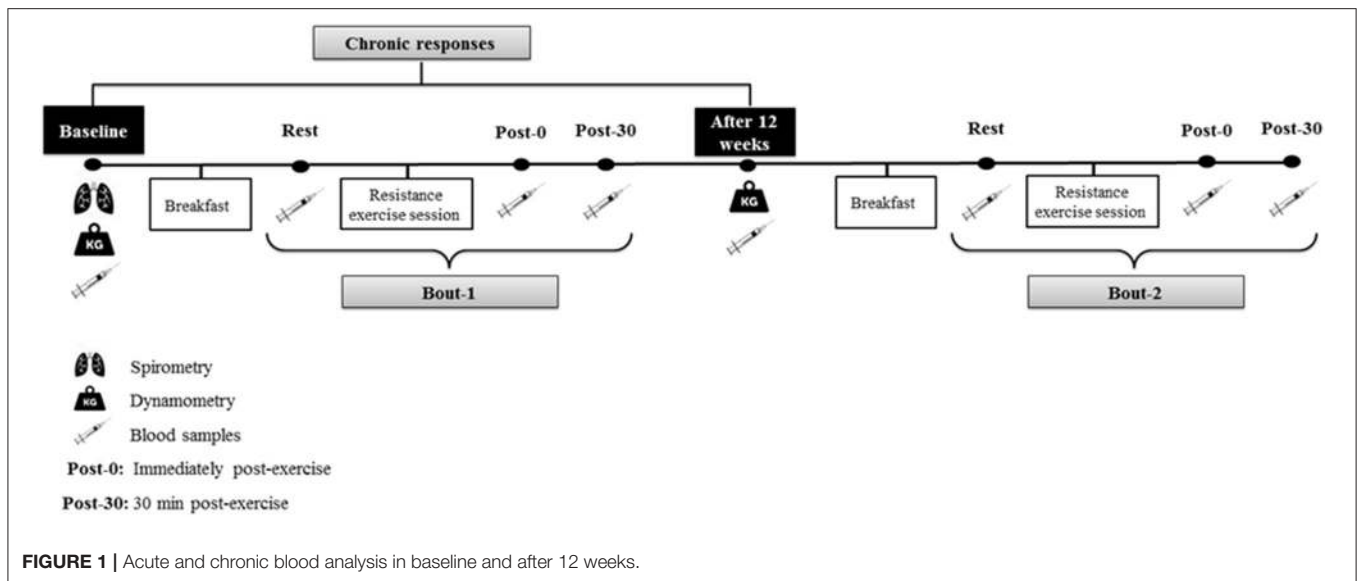 Chronic responses
Baseline
Rest
Post-0
Post-30
After 12
weeks
Rest
Post-0
Post-30
Breakfast
Resistance
exercise session
Breakfast
Resistance
exercise session
KG
KG
Bout-1
Bout-2
Spirometry
KG
Dynamometry
Blood samples
Post-0: Immediately post-exercise
Post-30: 30 min post-exercise
FIGURE 1 | Acute and chronic blood analysis in baseline and after 12 weeks.